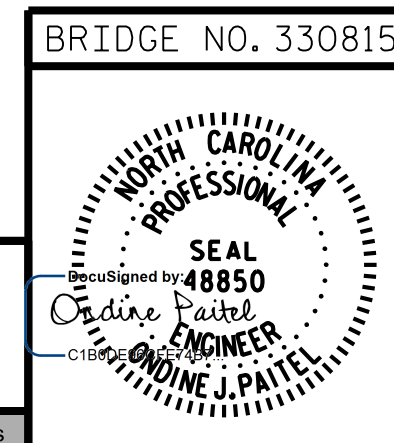 BRIDGE NO. 330815
NORTH CAROLINA
PROFESSIONAL
SEAL
DocuSigned by:
48850
Ondine Paitel
ENGINEER
ONDINE J. PAITEL
s